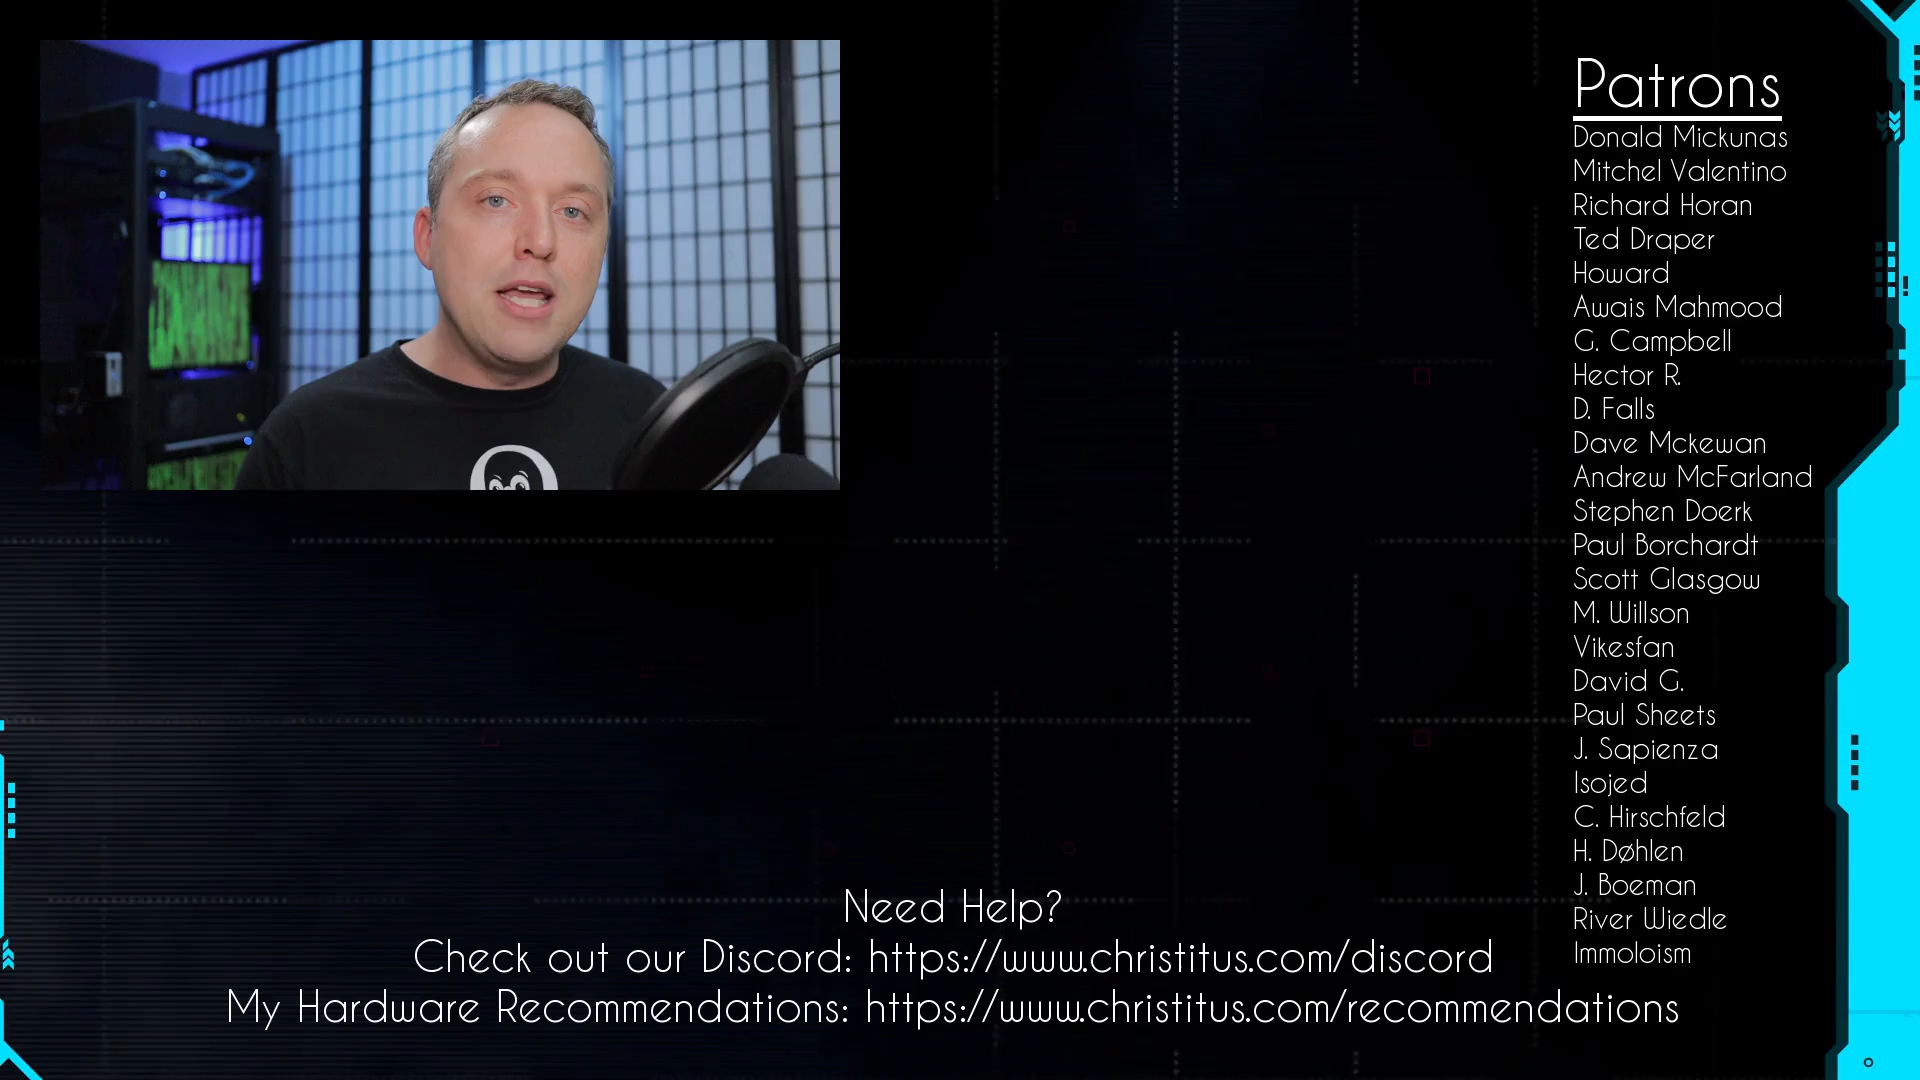 Patrons
Donald Mickunas
Mitchel Valentino
Richard Horan
Ted Draper
Howard
Awais Mahmood
G. Campbell
Hector R.
D. Falls
Dave Mckewan
Andrew McFarland
Stephen Doerk
Paul Borchardt
Scott Glasgow
M. Willson
Vikesfan
David G.
Paul Sheets
J. Sapienza
Isojed
C. Hirschfeld
H. Døhlen
J. Boeman
River Wiedle
Immoloism
Need Help?
Check out our Discord: https://www.christitus.com/discord
My Hardware Recommendations: https://www.christitus.com/recommendations